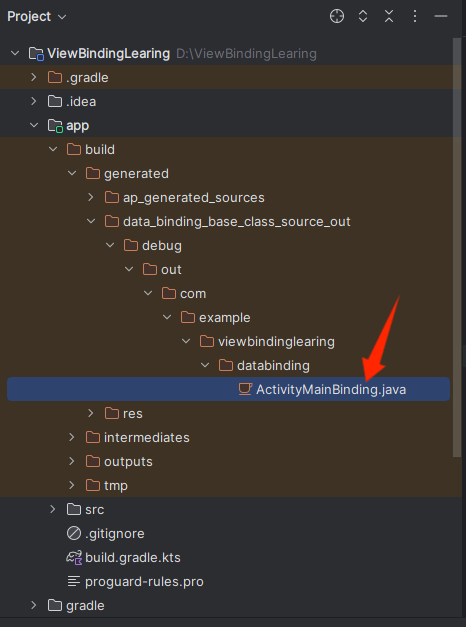 Project
ViewBindingLearing D:\ViewBindingLearing
.gradle
.idea
app
build
generated
ap_generated_sources
data_binding_base_class_source_out
debug
out
com
example
viewbindinglearing
databinding
ActivityMainBinding.java
res
intermediates
outputs
tmp
src
.gitignore
build.gradle.kts
proguard-rules.pro
gradle